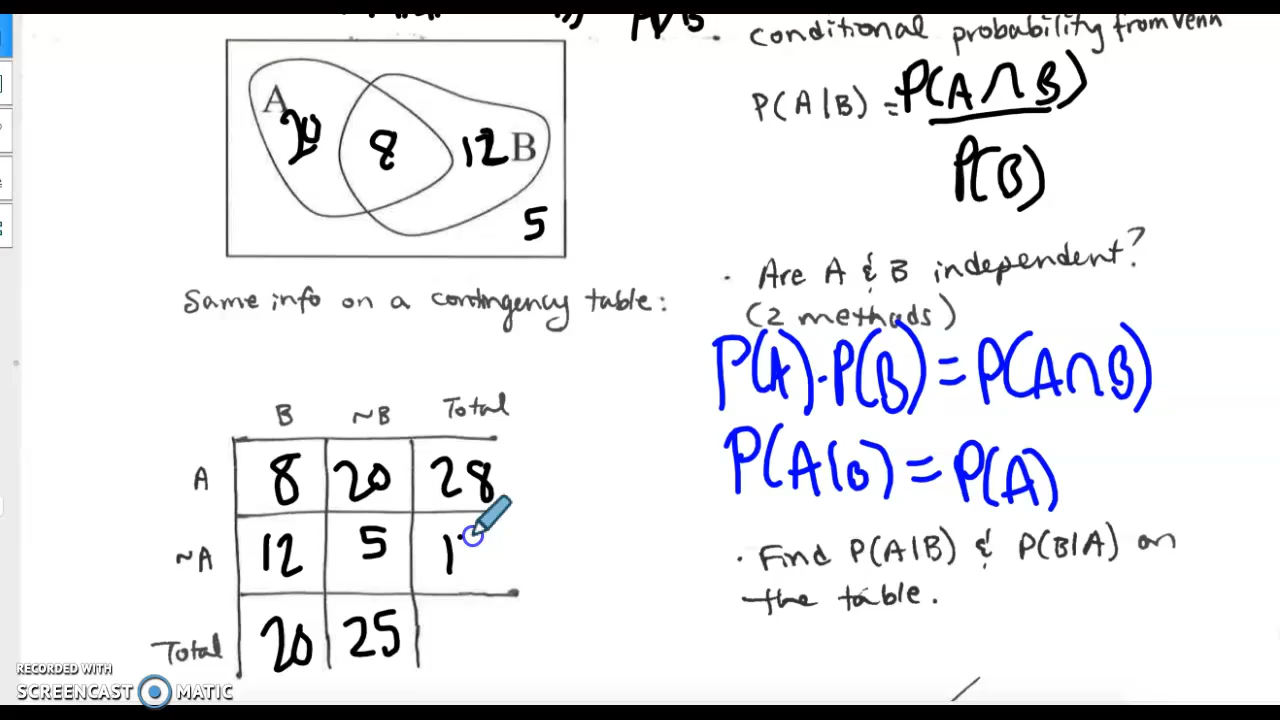 conditional probability from Venn
P(A|B) = P(A∩B)
P(B)
A
20
8
12 B
5
Same info on a contingency table:
· Are A & B independent?
(2 methods)
P(A)·P(B) = P(A∩B)
P(A|B) = P(A)
B ~B Total
A 8 20 28
~A 12 5 1
Total 20 25
· Find P(A|B) & P(B|A) on
the table.
RECORDED WITH
SCREENCAST MATIC